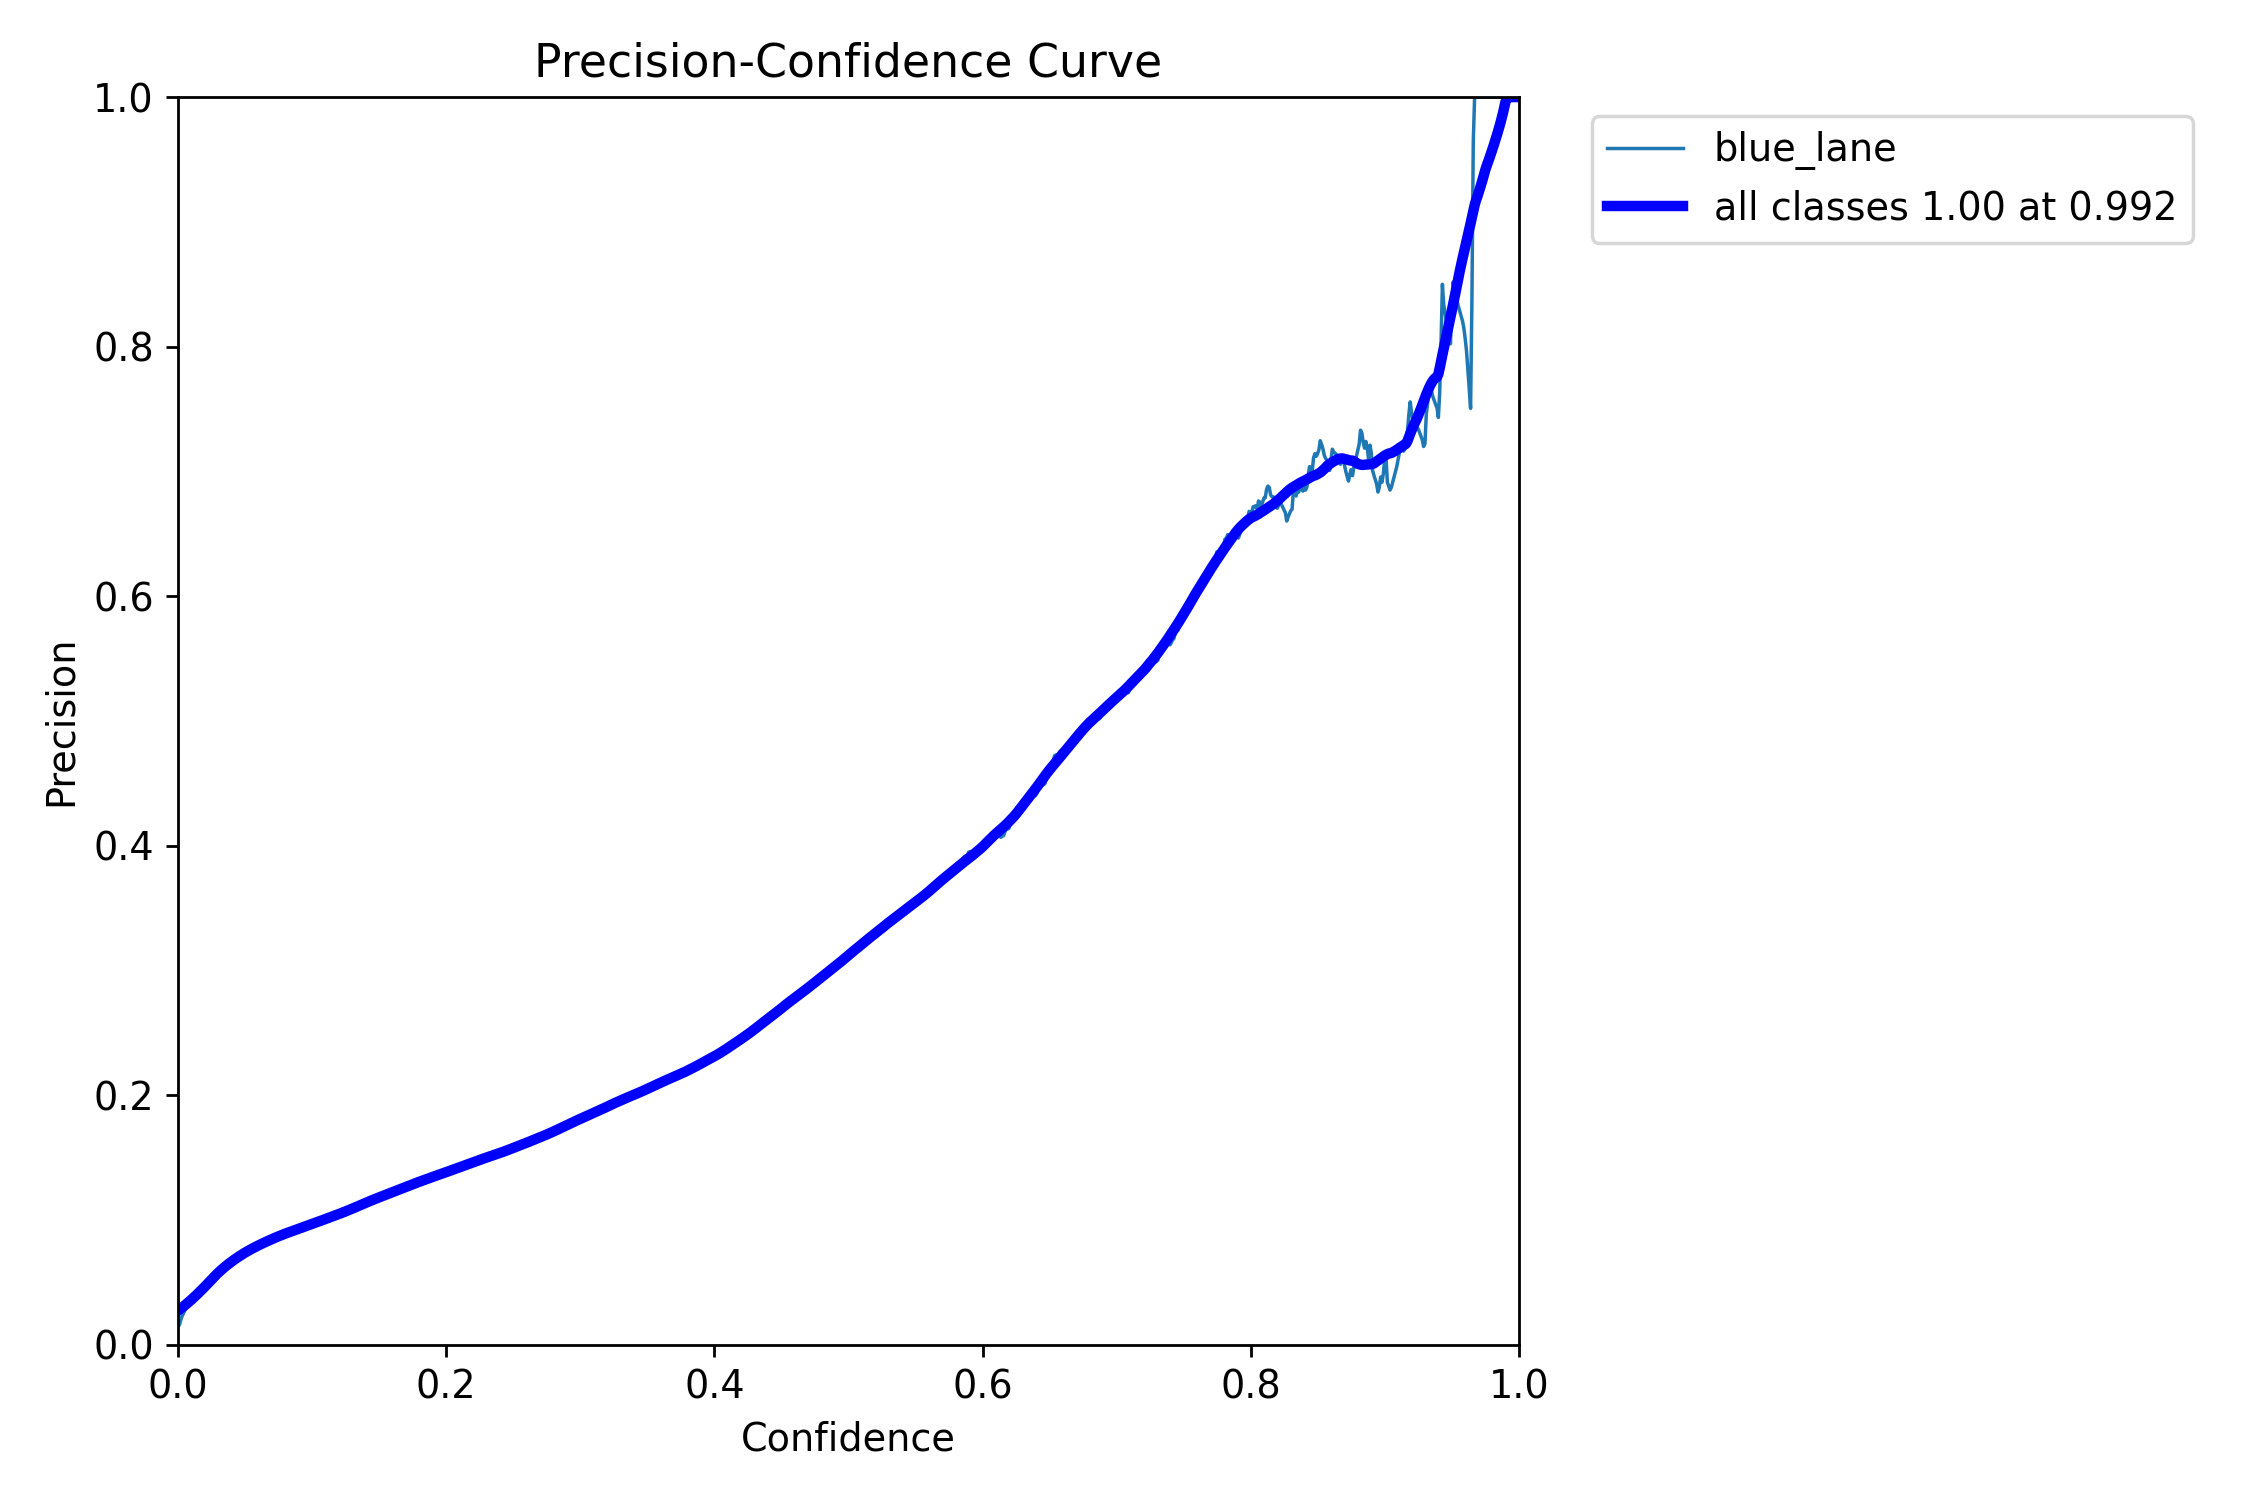 Precision-Confidence Curve
1.0
0.8
0.6
0.4
0.2
0.0
Precision
0.0 0.2 0.4 0.6 0.8 1.0
Confidence
blue_lane
all classes 1.00 at 0.992